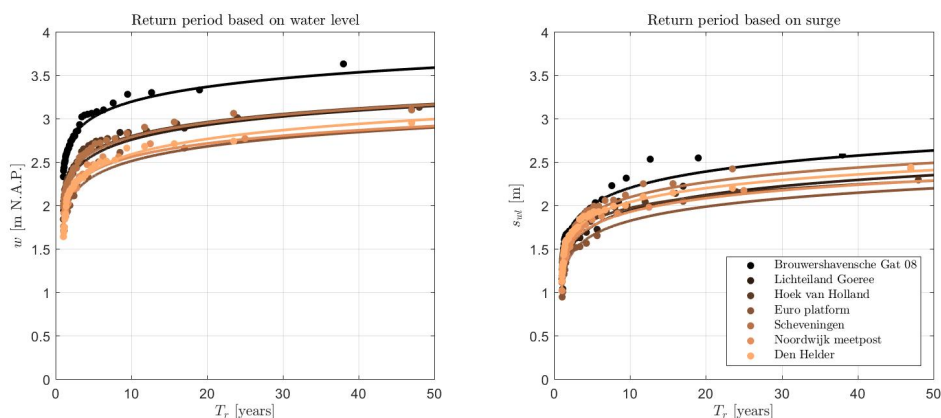 Return period based on water level
4
3.5
3
2.5
2
1.5
1
0.5
0
w [m N.A.P.]
0 10 20 30 40 50
T_r [years]
Return period based on surge
4
3.5
3
2.5
2
1.5
1
0.5
0
s_wl [m]
Brouwershavensche Gat 08
Lichteiland Goeree
Hoek van Holland
Euro platform
Scheveningen
Noordwijk meetpost
Den Helder
0 10 20 30 40 50
T_r [years]